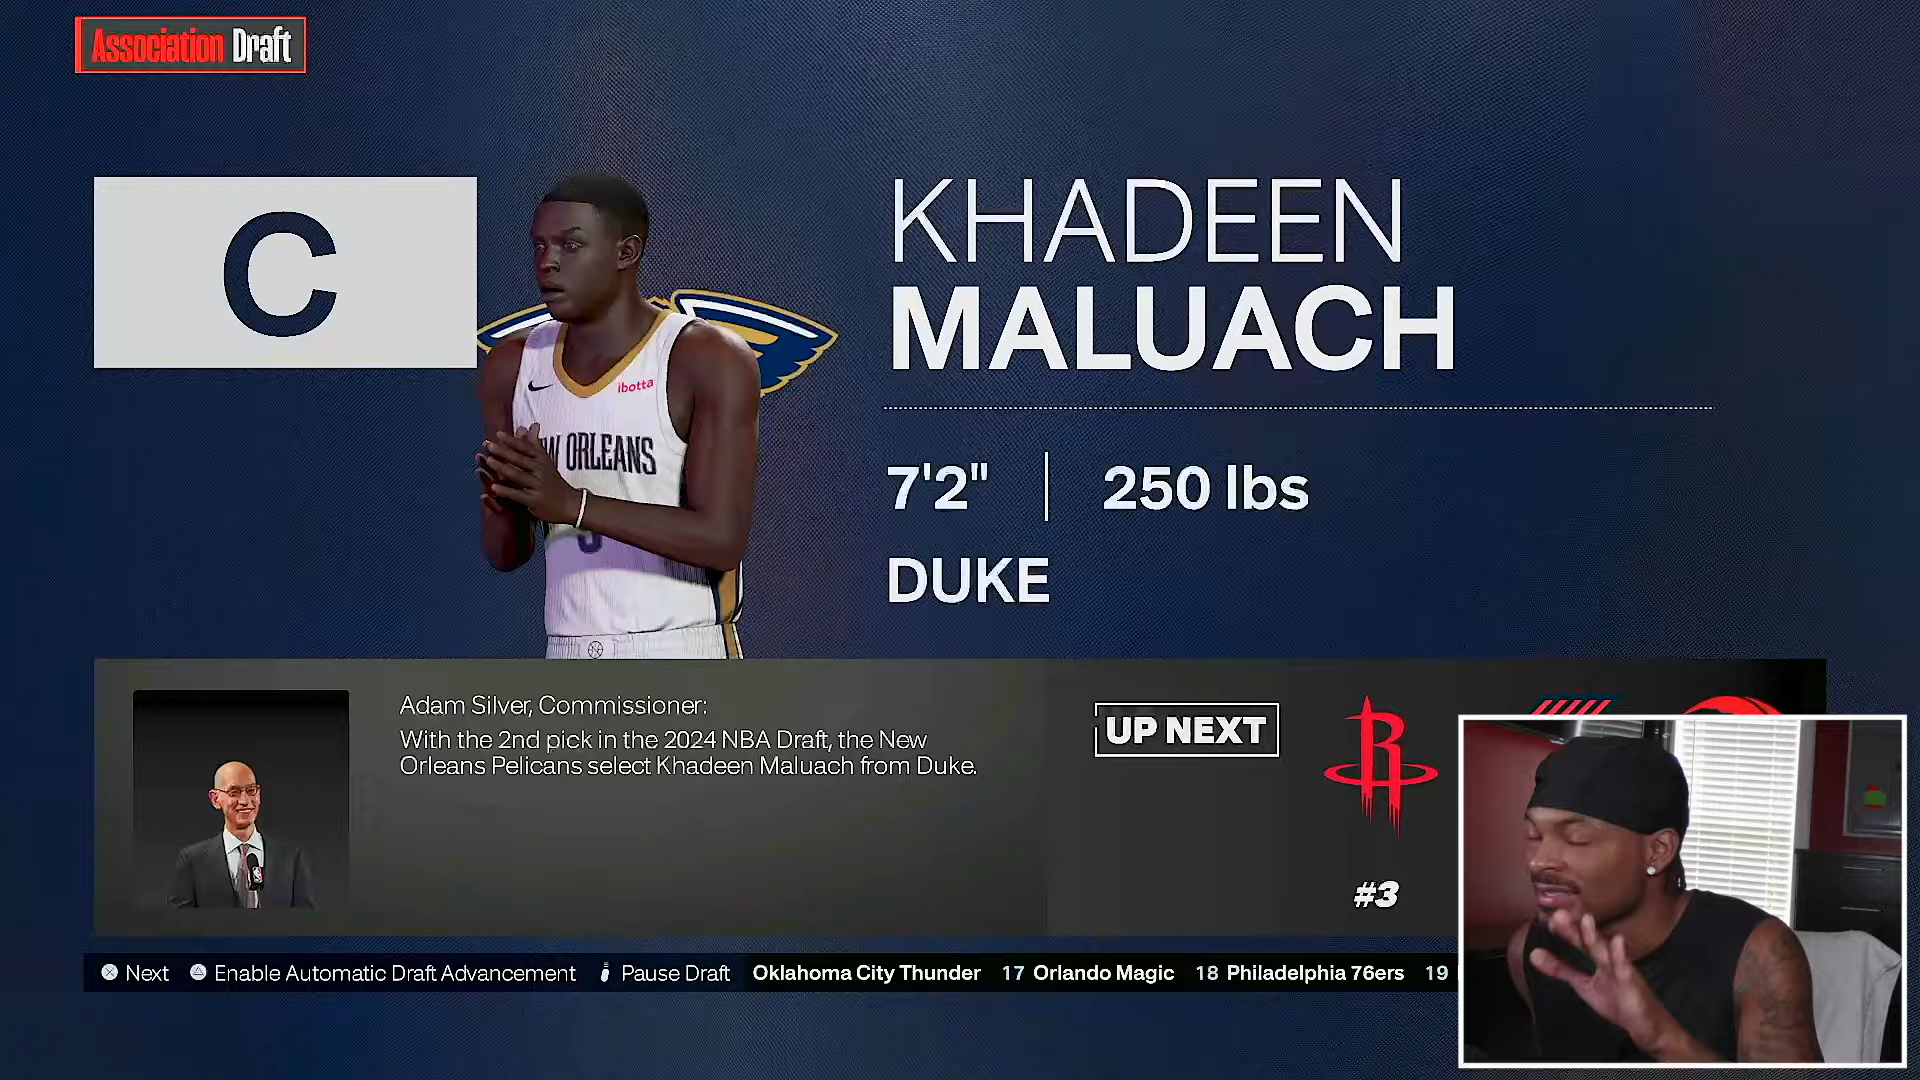 Association Draft
C
KHADEEN
MALUACH
ibotta
W ORLEANS
7'2" | 250 lbs
DUKE
Adam Silver, Commissioner:
With the 2nd pick in the 2024 NBA Draft, the New
Orleans Pelicans select Khadeen Maluach from Duke.
UP NEXT
#3
Next Enable Automatic Draft Advancement Pause Draft Oklahoma City Thunder 17 Orlando Magic 18 Philadelphia 76ers 19